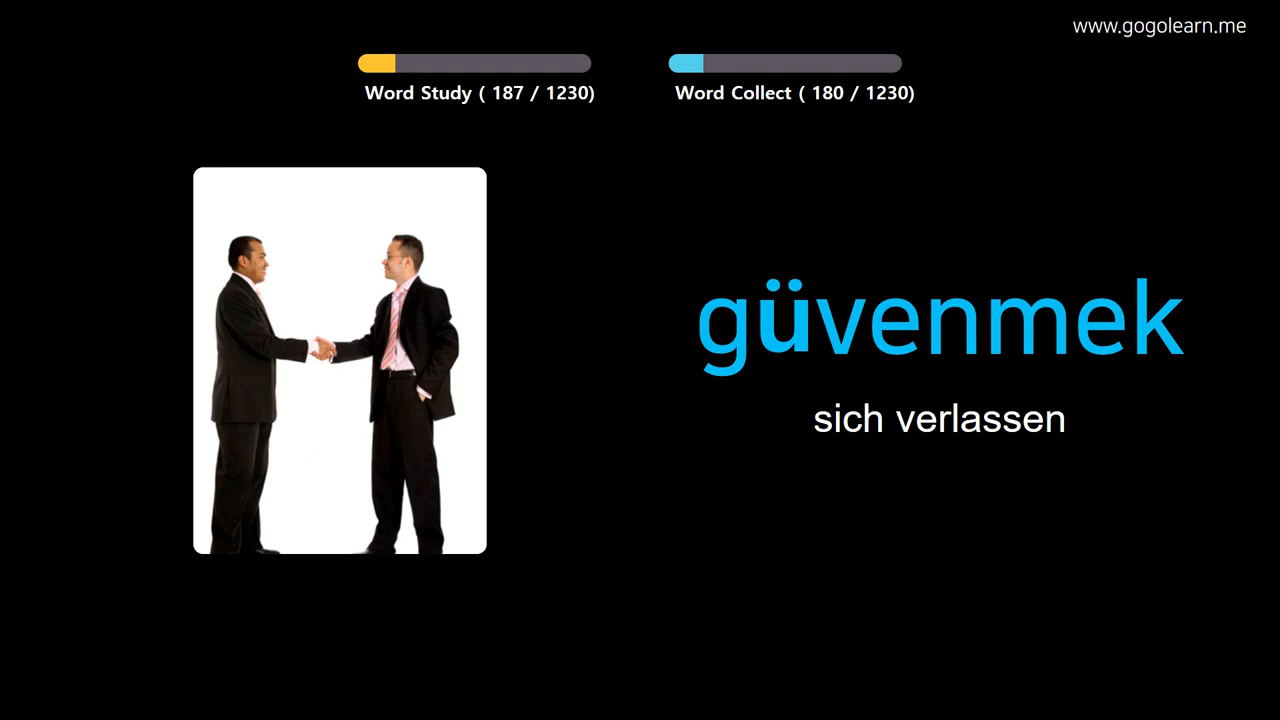 www.gogolearn.me
Word Study ( 187 / 1230)
Word Collect ( 180 / 1230)
güvenmek
sich verlassen